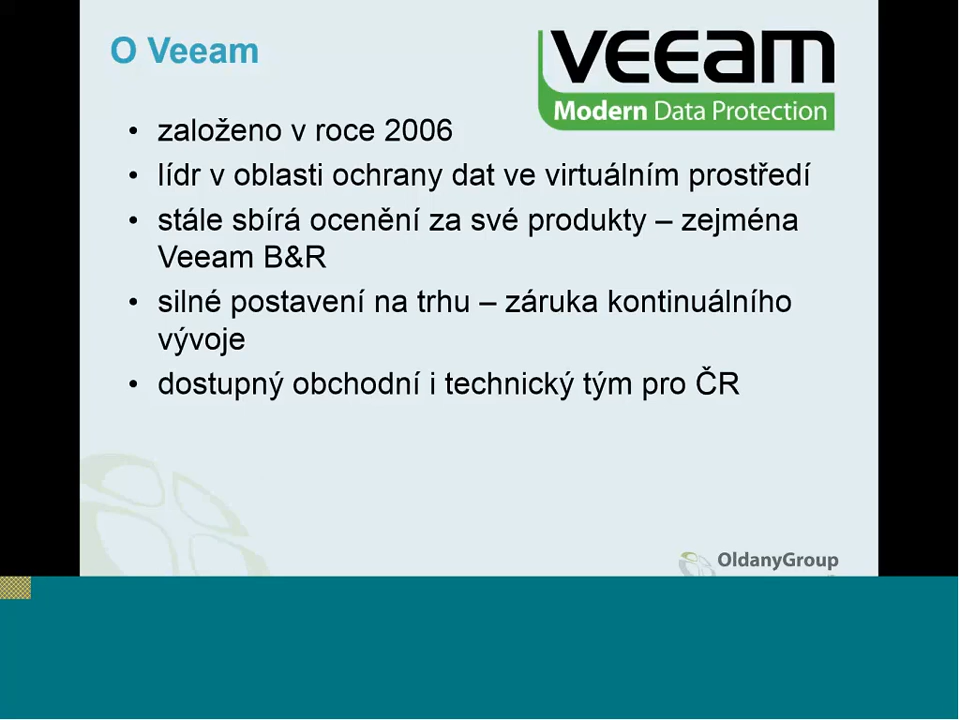 O Veeam
VEEAM
Modern Data Protection
• založeno v roce 2006
• lídr v oblasti ochrany dat ve virtuálním prostředí
• stále sbírá ocenění za své produkty – zejména
Veeam B&R
• silné postavení na trhu – záruka kontinuálního
vývoje
• dostupný obchodní i technický tým pro ČR
OldanyGroup